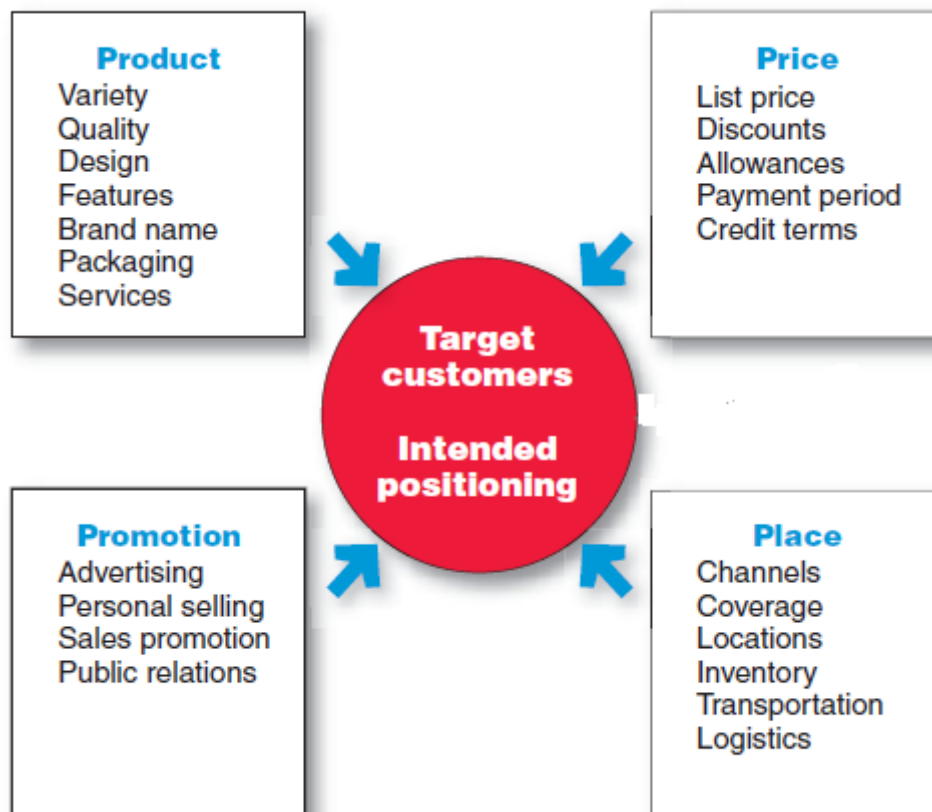 Product
Variety
Quality
Design
Features
Brand name
Packaging
Services
Price
List price
Discounts
Allowances
Payment period
Credit terms
Target
customers
Intended
positioning
Promotion
Advertising
Personal selling
Sales promotion
Public relations
Place
Channels
Coverage
Locations
Inventory
Transportation
Logistics